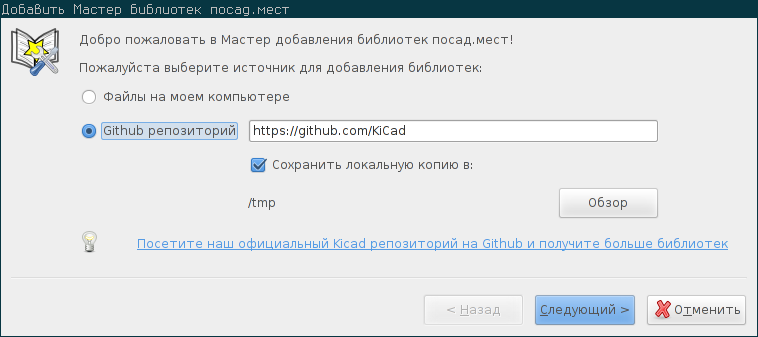 Добавить Мастер Библиотек посад.мест
Добро пожаловать в Мастер добавления библиотек посад.мест!
Пожалуйста выберите источник для добавления библиотек:
Файлы на моем компьютере
Github репозиторий https://github.com/KiCad
Сохранить локальную копию в:
/tmp Обзор
Посетите наш официальный Kicad репозиторий на Github и получите больше библиотек
< Назад Следующий > Отменить